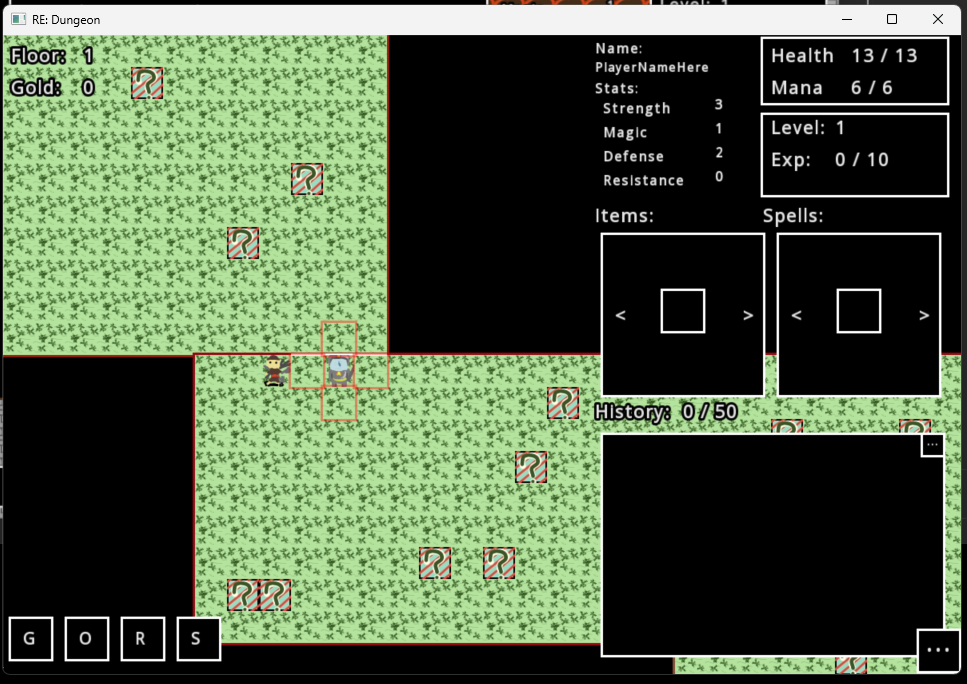 RE: Dungeon
Floor: 1
Gold: 0
Name:
PlayerNameHere
Stats:
Strength 3
Magic 1
Defense 2
Resistance 0
Health 13 / 13
Mana 6 / 6
Level: 1
Exp: 0 / 10
Items:
Spells:
< >
< >
History: 0 / 50
...
G O R S
...